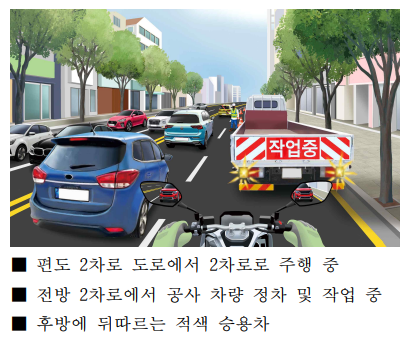 작업중
■ 편도 2차로 도로에서 2차로로 주행 중
■ 전방 2차로에서 공사 차량 정차 및 작업 중
■ 후방에 뒤따르는 적색 승용차